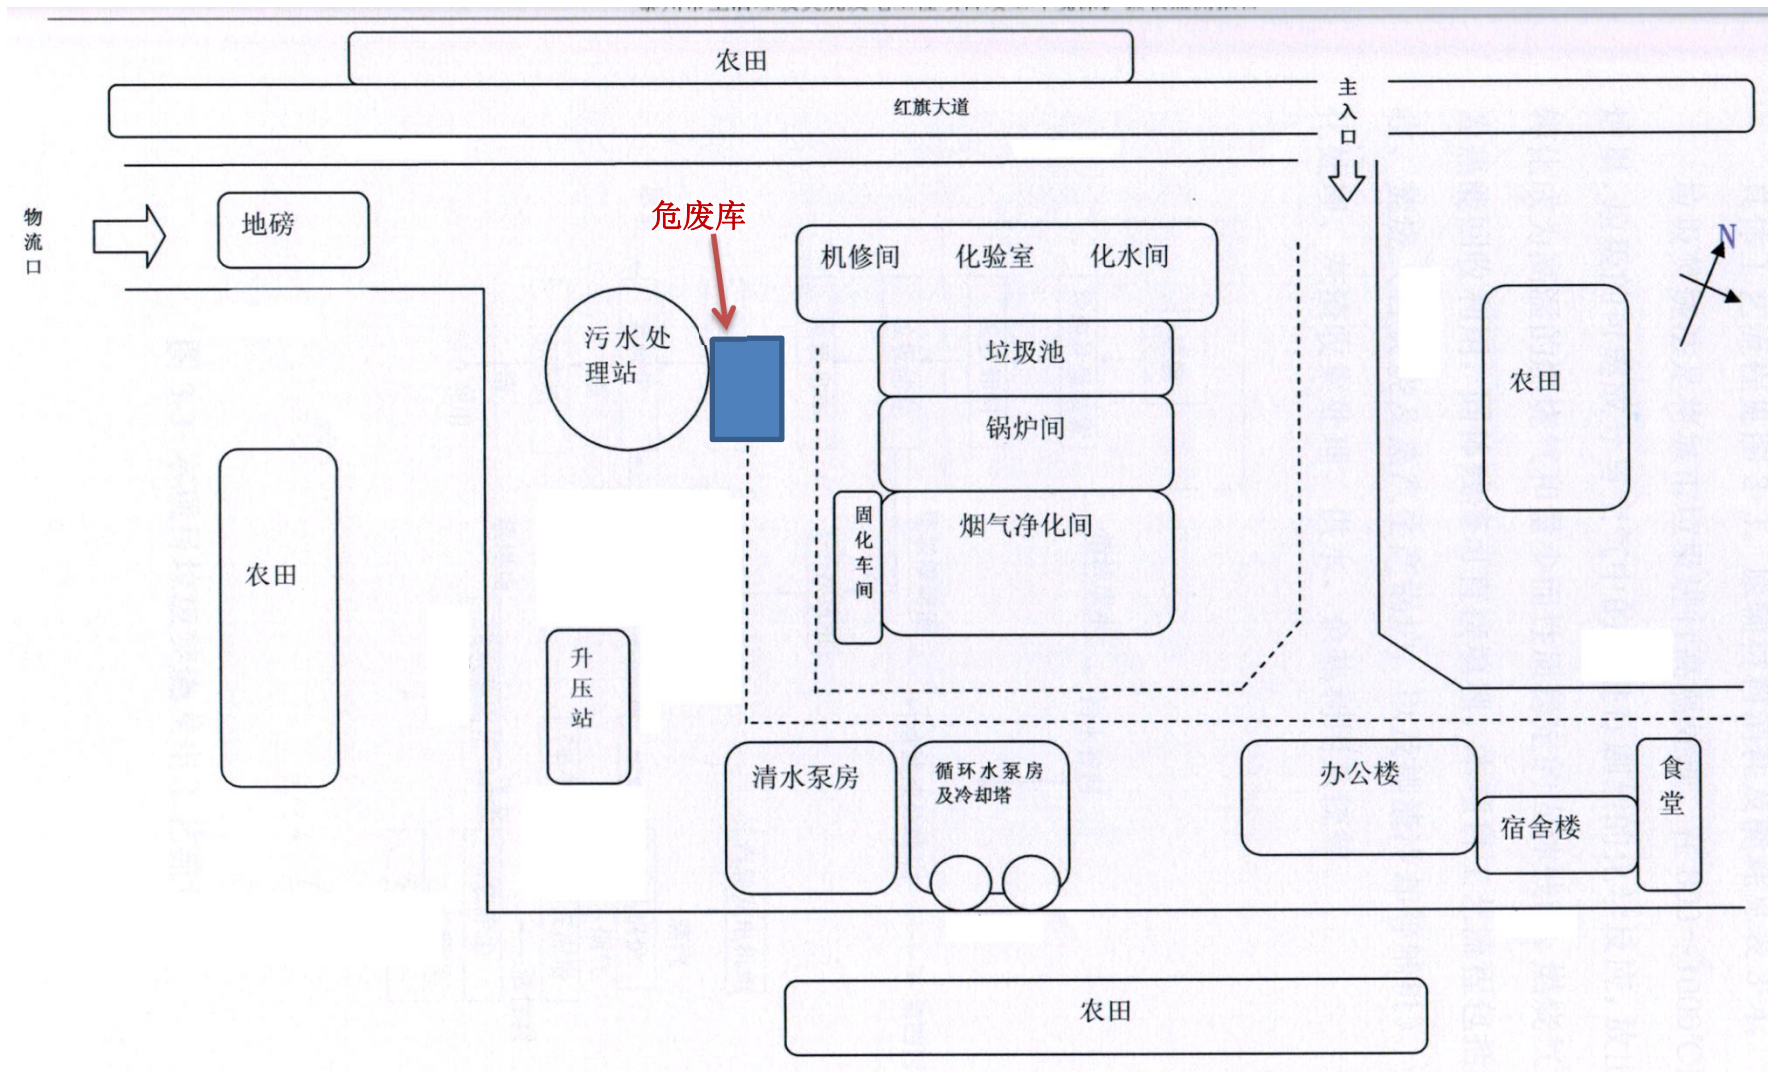 农田
红旗大道
主入口
物流口
地磅
危废库
机修间 化验室 化水间
N
污水处
理站
垃圾池
农田
锅炉间
固化车间
烟气净化间
农田
升压站
清水泵房
循环水泵房
及冷却塔
办公楼
宿舍楼
食堂
农田